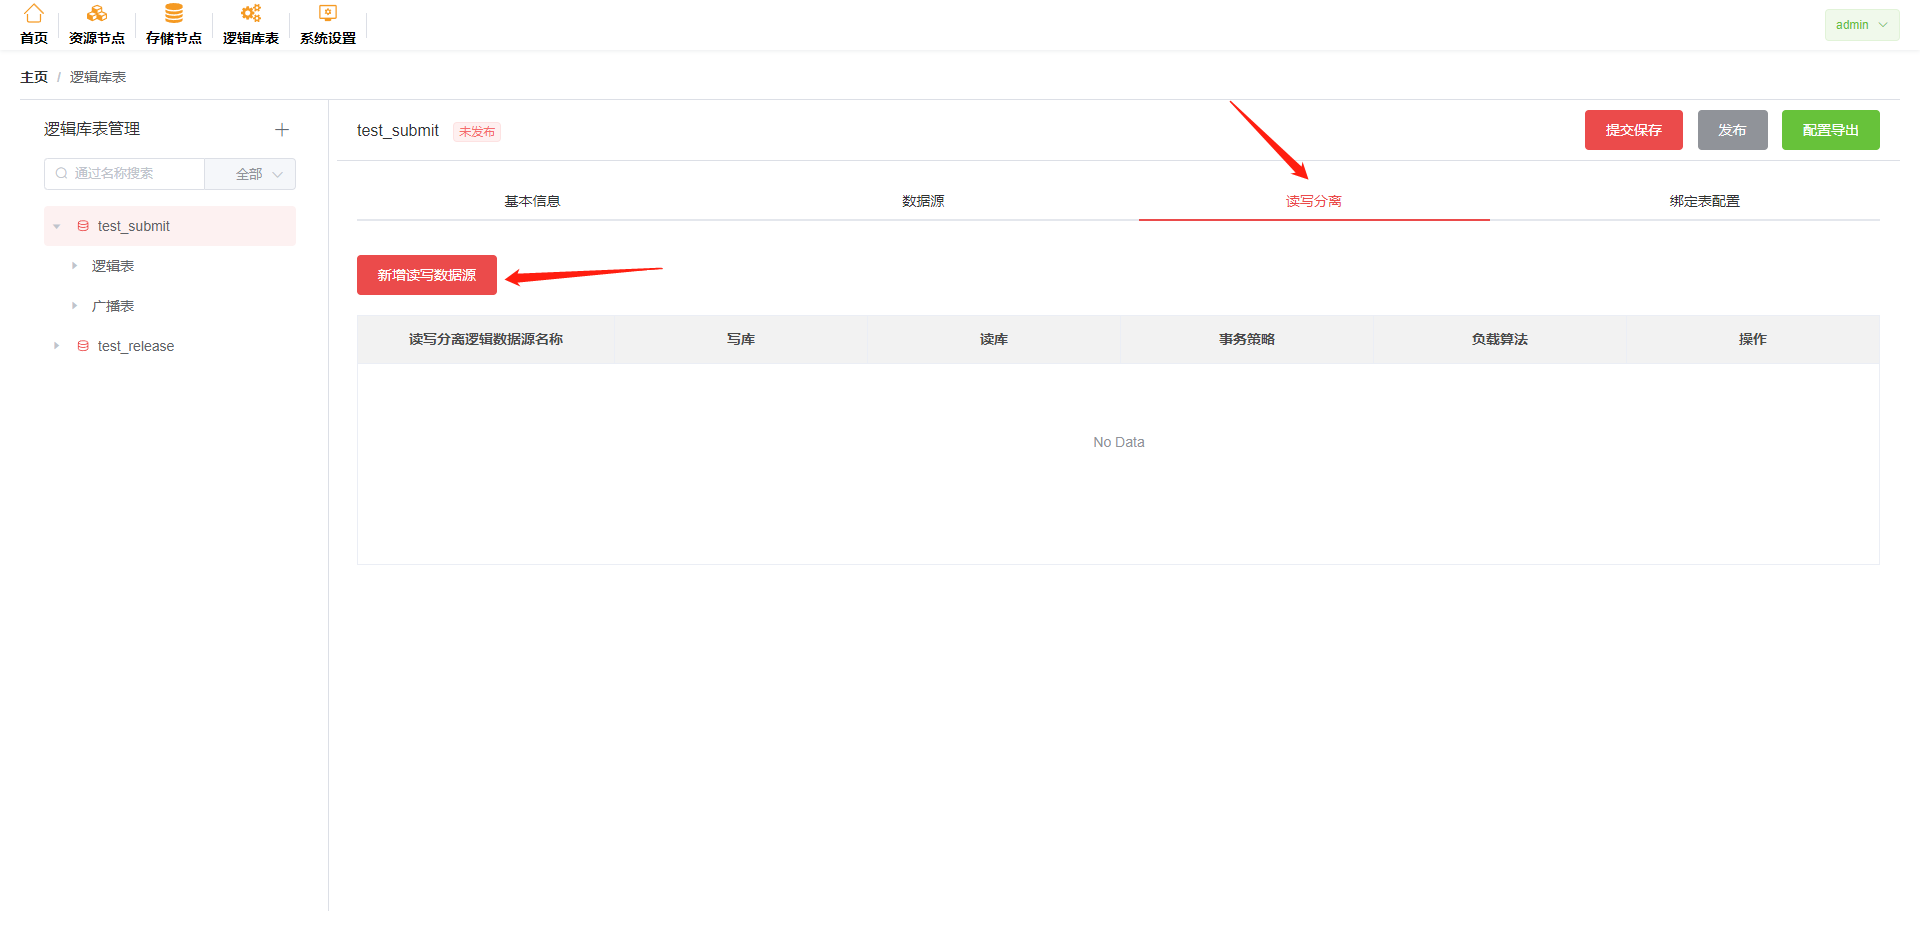 首页 资源节点 存储节点 逻辑库表 系统设置 admin
主页 / 逻辑库表
逻辑库表管理
通过名称搜索 全部
test_submit
逻辑表
广播表
test_release
test_submit 未发布 提交保存 发布 配置导出
基本信息 数据源 读写分离 绑定表配置
新增读写数据源
读写分离逻辑数据源名称 写库 读库 事务策略 负载算法 操作
No Data